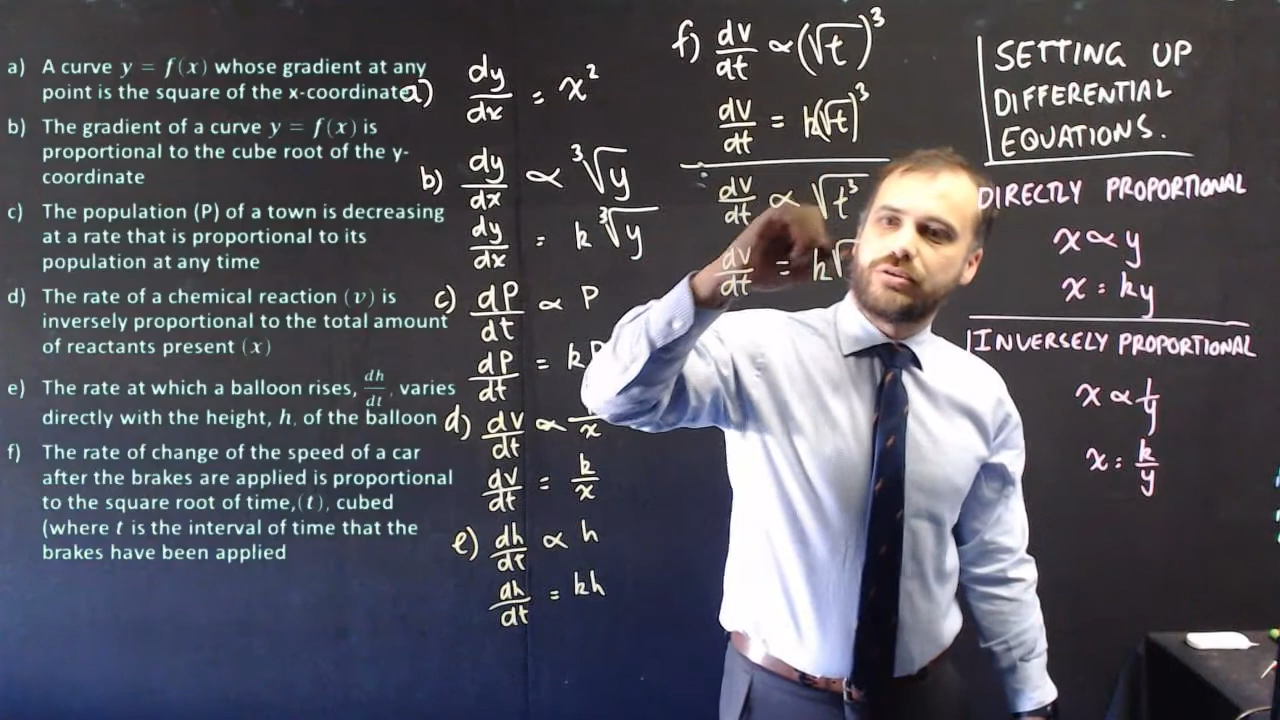 a) A curve y = f(x) whose gradient at any
point is the square of the x-coordinate
b) The gradient of a curve y = f(x) is
proportional to the cube root of the y-
coordinate
c) The population (P) of a town is decreasing
at a rate that is proportional to its
population at any time
d) The rate of a chemical reaction (v) is
inversely proportional to the total amount
of reactants present (x)
e) The rate at which a balloon rises, dh/dt, varies
directly with the height, h, of the balloon
f) The rate of change of the speed of a car
after the brakes are applied is proportional
to the square root of time,(t), cubed
(where t is the interval of time that the
brakes have been applied
a) dy/dx = x²
b) dy/dx ∝ ³√y
dy/dx = k ³√y
c) dP/dt ∝ P
dP/dt = kP
d) dv/dt ∝ /x
dv/dt = k/x
e) dh/dt ∝ h
dh/dt = kh
f) dv/dt ∝ (√t)³
dv/dt = k(√t)³
dv/dt ∝ √t³
dv/dt = k√
SETTING UP
DIFFERENTIAL
EQUATIONS.
DIRECTLY PROPORTIONAL
x ∝ y
x = ky
INVERSELY PROPORTIONAL
x ∝ 1/y
x = k/y